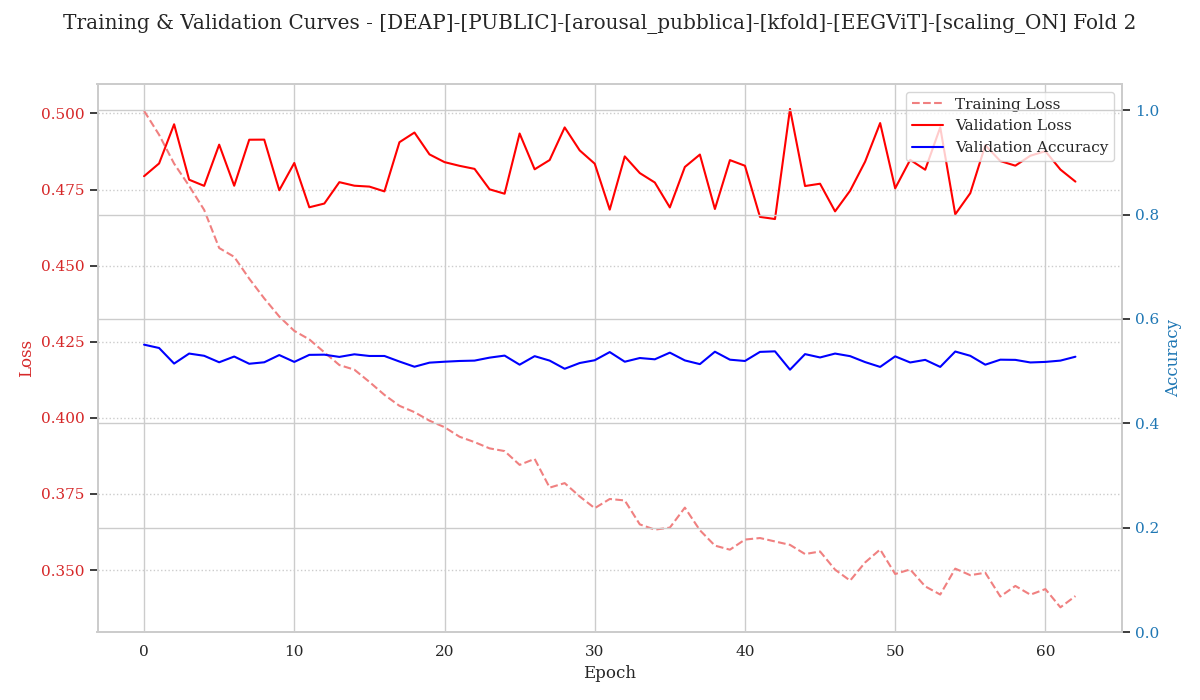 Training & Validation Curves - [DEAP]-[PUBLIC]-[arousal_pubblica]-[kfold]-[EEGViT]-[scaling_ON] Fold 2
Training Loss
Validation Loss
Validation Accuracy
0.500
0.475
0.450
0.425
0.400
0.375
0.350
Loss
1.0
0.8
0.6
0.4
0.2
0.0
Accuracy
0 10 20 30 40 50 60
Epoch